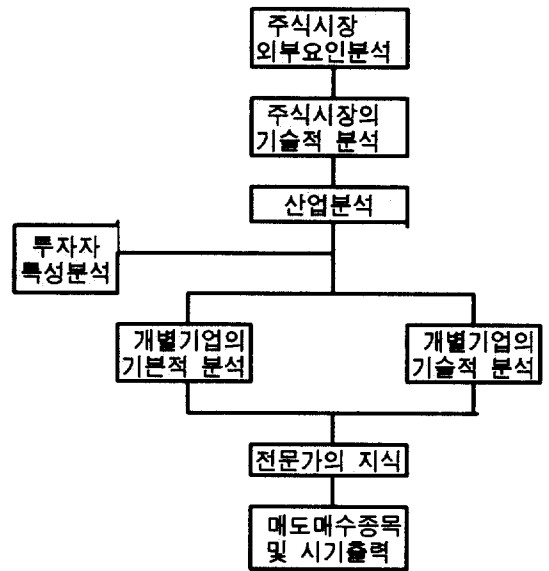 주식시장
외부요인분석
주식시장의
기술적 분석
산업분석
투자자
특성분석
개별기업의
기본적 분석
개별기업의
기술적 분석
전문가의 지식
매도매수종목
및 시기출력